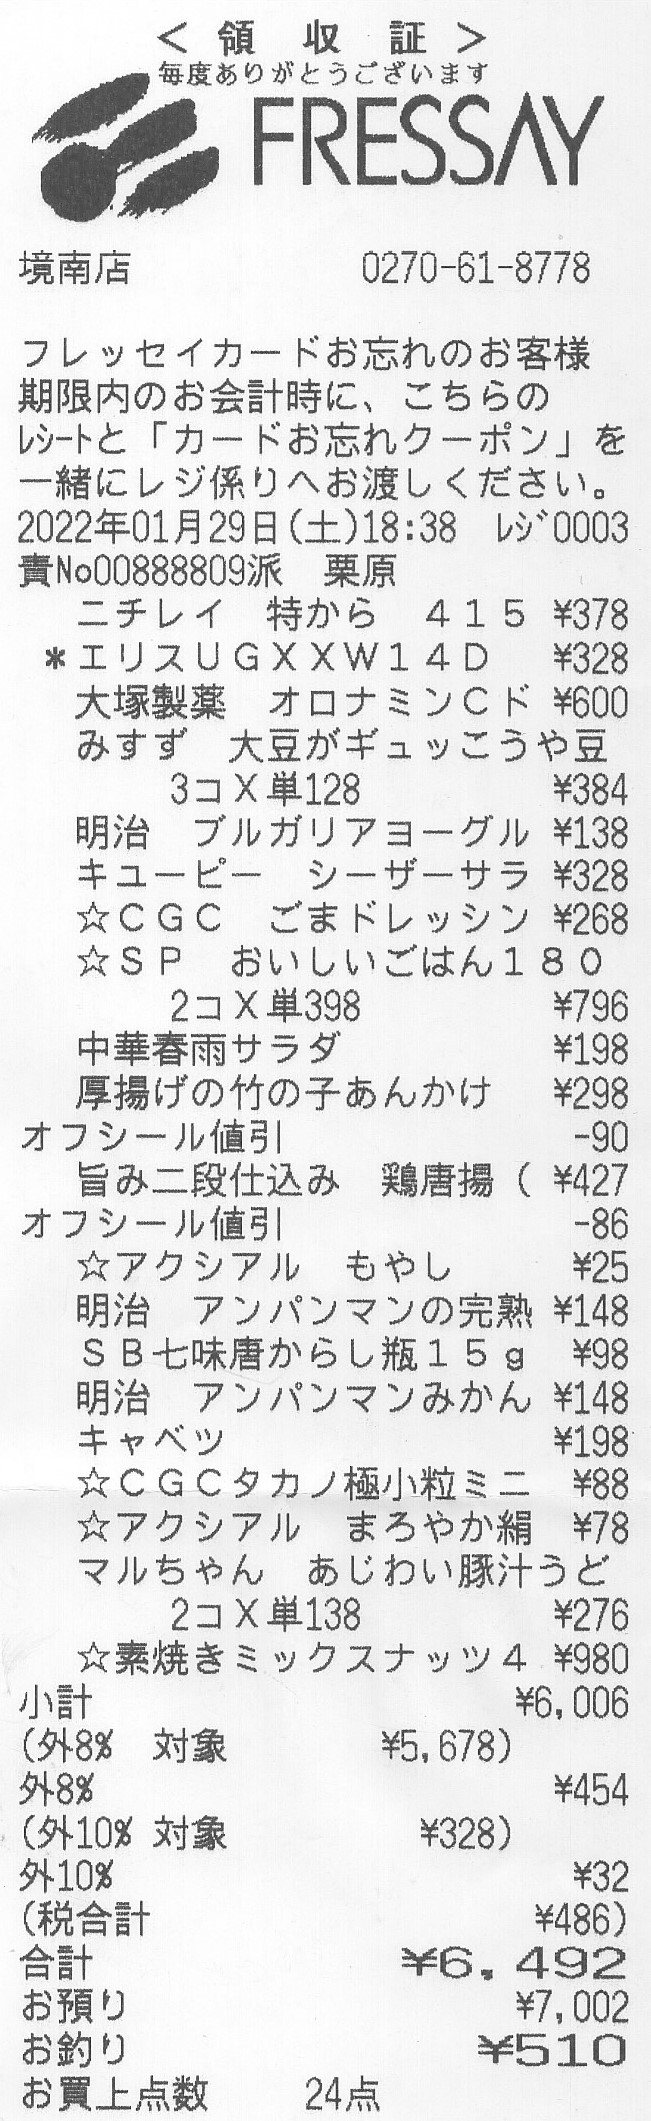 ＜ 領 収 証 ＞
毎度ありがとうございます
FRESSAY
境南店 0270-61-8778
フレッセイカードお忘れのお客様
期限内のお会計時に、こちらの
ﾚｼｰﾄと「カードお忘れクーポン」を
一緒にレジ係りへお渡しください。
2022年01月29日(土)18:38 ﾚｼﾞ0003
責No00888809派 栗原
ニチレイ 特から ４１５ ¥378
＊エリスＵＧＸＸＷ１４Ｄ ¥328
大塚製薬 オロナミンＣド ¥600
みすず 大豆がギュッこうや豆
3コＸ単128 ¥384
明治 ブルガリアヨーグル ¥138
キユーピー シーザーサラ ¥328
☆ＣＧＣ ごまドレッシン ¥268
☆ＳＰ おいしいごはん１８０
2コＸ単398 ¥796
中華春雨サラダ ¥198
厚揚げの竹の子あんかけ ¥298
オフシール値引 -90
旨み二段仕込み 鶏唐揚（ ¥427
オフシール値引 -86
☆アクシアル もやし ¥25
明治 アンパンマンの完熟 ¥148
ＳＢ七味唐からし瓶１５ｇ ¥98
明治 アンパンマンみかん ¥148
キャベツ ¥198
☆ＣＧＣタカノ極小粒ミニ ¥88
☆アクシアル まろやか絹 ¥78
マルちゃん あじわい豚汁うど
2コＸ単138 ¥276
☆素焼きミックスナッツ４ ¥980
小計 ¥6,006
(外8% 対象 ¥5,678)
外8% ¥454
(外10% 対象 ¥328)
外10% ¥32
(税合計 ¥486)
合計 ¥6,492
お預り ¥7,002
お釣り ¥510
お買上点数 24点